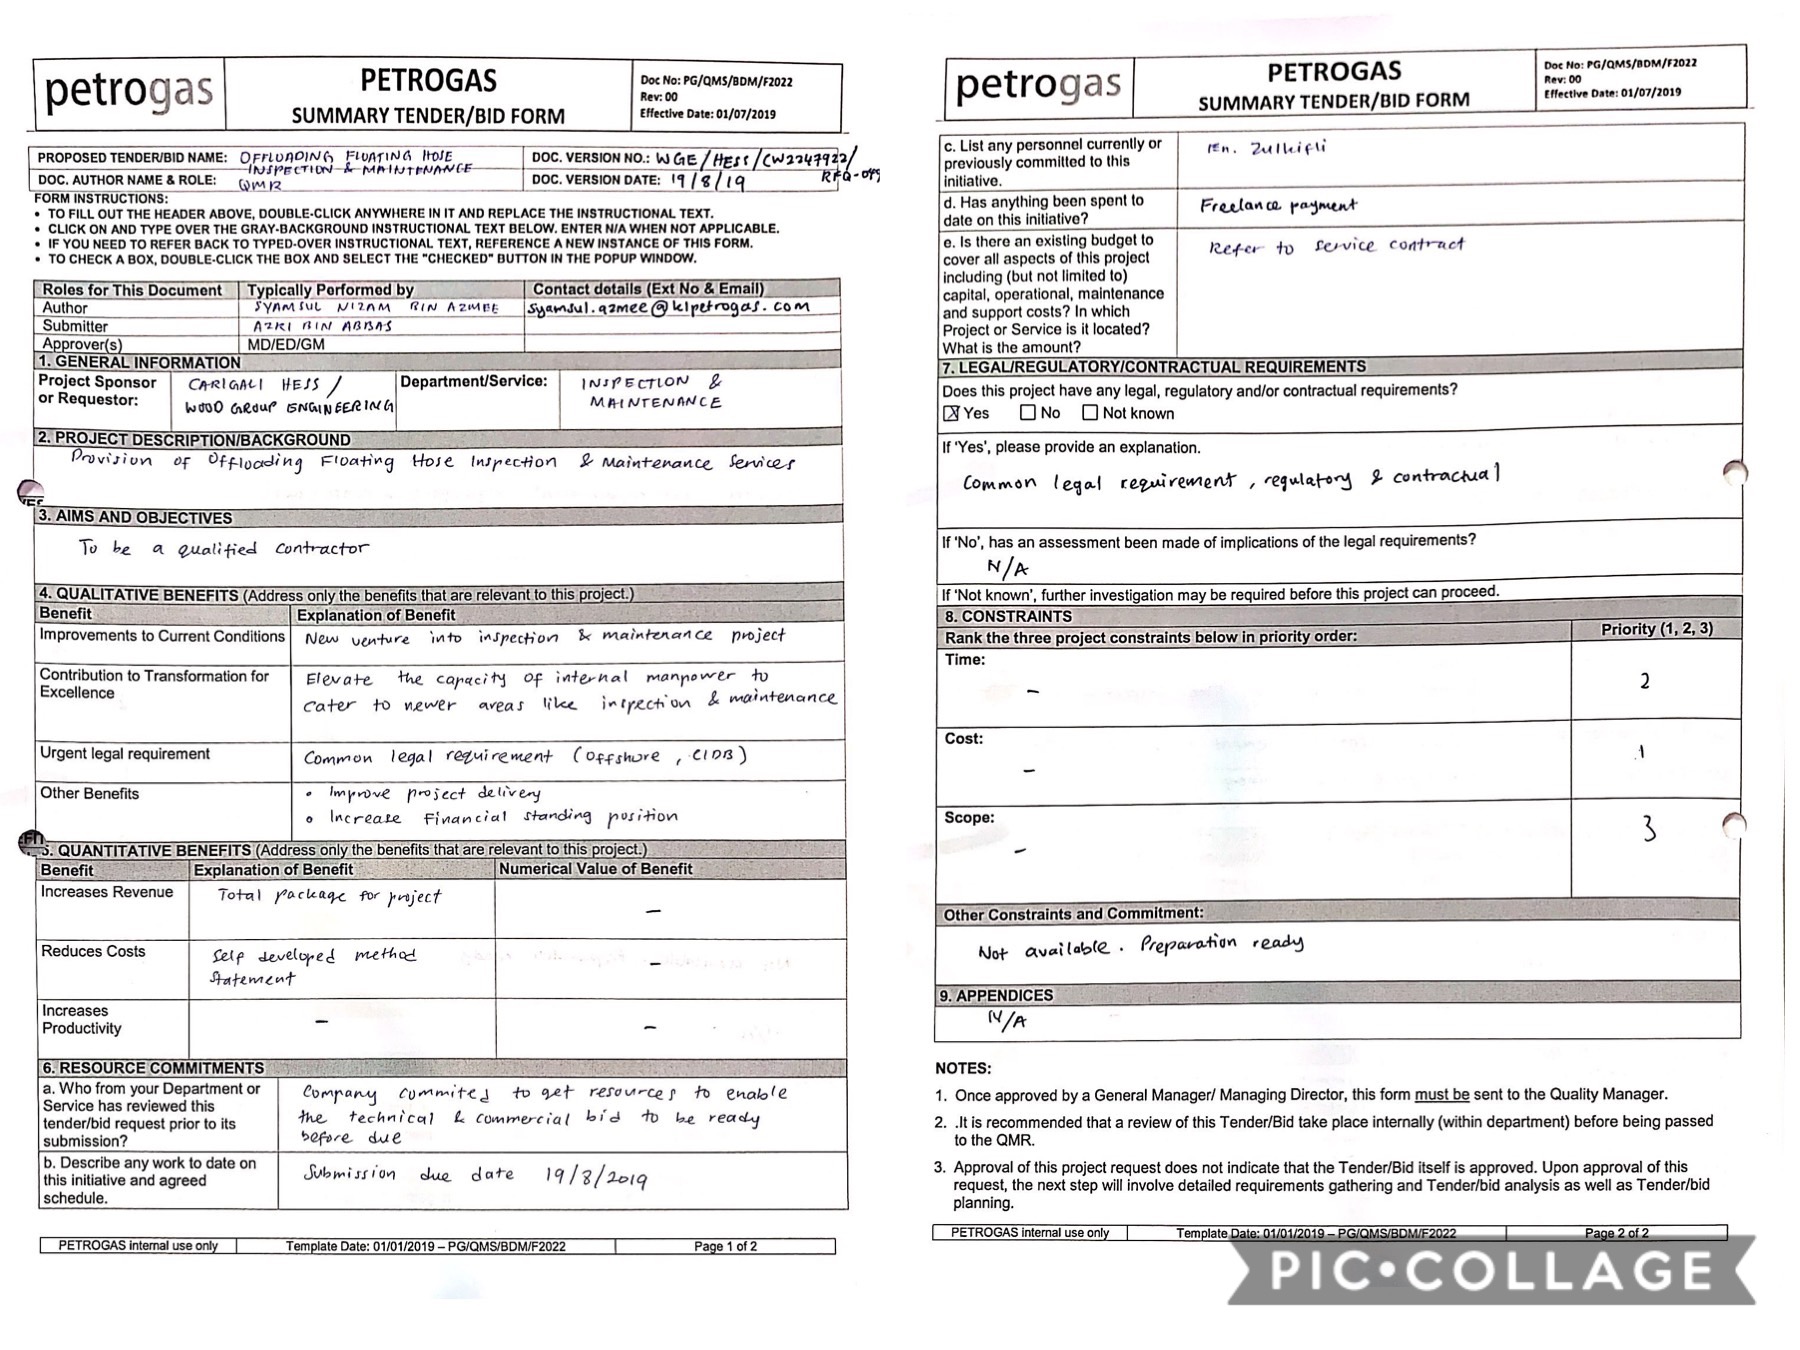 petrogas
PETROGAS
SUMMARY TENDER/BID FORM
Doc No: PG/QMS/BDM/F2022
Rev: 00
Effective Date: 01/07/2019
PROPOSED TENDER/BID NAME: OFFLOADING FLOATING HOSE
INSPECTION & MAINTENANCE
DOC. VERSION NO.: WGE/HESS/CW2247922/
DOC. AUTHOR NAME & ROLE: QMR
DOC. VERSION DATE: 19/8/19
FORM INSTRUCTIONS:
• TO FILL OUT THE HEADER ABOVE, DOUBLE-CLICK ANYWHERE IN IT AND REPLACE THE INSTRUCTIONAL TEXT.
• CLICK ON AND TYPE OVER THE GRAY-BACKGROUND INSTRUCTIONAL TEXT BELOW. ENTER N/A WHEN NOT APPLICABLE.
• IF YOU NEED TO REFER BACK TO TYPED-OVER INSTRUCTIONAL TEXT, REFERENCE A NEW INSTANCE OF THIS FORM.
• TO CHECK A BOX, DOUBLE-CLICK THE BOX AND SELECT THE "CHECKED" BUTTON IN THE POPUP WINDOW.
Roles for This Document Typically Performed by Contact details (Ext No & Email)
Author SYAMSUL NIZAM BIN AZMEE syamsul.azmee@klpetrogas.com
Submitter AZRI BIN ABBAS
Approver(s) MD/ED/GM
1. GENERAL INFORMATION
Project Sponsor
or Requestor:
CARIGALI HESS /
WOOD GROUP ENGINEERING
Department/Service:
INSPECTION &
MAINTENANCE
2. PROJECT DESCRIPTION/BACKGROUND
Provision of Offloading Floating Hose Inspection & Maintenance Services
3. AIMS AND OBJECTIVES
To be a qualified contractor
4. QUALITATIVE BENEFITS (Address only the benefits that are relevant to this project.)
Benefit Explanation of Benefit
Improvements to Current Conditions New venture into inspection & maintenance project
Contribution to Transformation for
Excellence
Elevate the capacity of internal manpower to
cater to newer areas like inspection & maintenance
Urgent legal requirement Common legal requirement (Offshore, CIDB)
Other Benefits
• Improve project delivery
• Increase Financial standing position
5. QUANTITATIVE BENEFITS (Address only the benefits that are relevant to this project.)
Benefit Explanation of Benefit Numerical Value of Benefit
Increases Revenue Total package for project –
Reduces Costs Self developed method
statement
–
Increases
Productivity
– –
6. RESOURCE COMMITMENTS
a. Who from your Department or
Service has reviewed this
tender/bid request prior to its
submission?
Company commited to get resources to enable
the technical & commercial bid to be ready
before due
b. Describe any work to date on
this initiative and agreed
schedule.
Submission due date 19/8/2019
PETROGAS internal use only Template Date: 01/01/2019 – PG/QMS/BDM/F2022 Page 1 of 2
petrogas
PETROGAS
SUMMARY TENDER/BID FORM
Doc No: PG/QMS/BDM/F2022
Rev: 00
Effective Date: 01/07/2019
c. List any personnel currently or
previously committed to this
initiative.
En. Zulkifli
d. Has anything been spent to
date on this initiative?
Freelance payment
e. Is there an existing budget to
cover all aspects of this project
including (but not limited to)
capital, operational, maintenance
and support costs? In which
Project or Service is it located?
What is the amount?
Refer to service contract
7. LEGAL/REGULATORY/CONTRACTUAL REQUIREMENTS
Does this project have any legal, regulatory and/or contractual requirements?
☒ Yes ☐ No ☐ Not known
If 'Yes', please provide an explanation.
Common legal requirement, regulatory & contractual
If 'No', has an assessment been made of implications of the legal requirements?
N/A
If 'Not known', further investigation may be required before this project can proceed.
8. CONSTRAINTS
Rank the three project constraints below in priority order: Priority (1, 2, 3)
Time:
– 2
Cost:
– 1
Scope:
– 3
Other Constraints and Commitment:
Not available. Preparation ready
9. APPENDICES
N/A
NOTES:
1. Once approved by a General Manager/ Managing Director, this form must be sent to the Quality Manager.
2. .It is recommended that a review of this Tender/Bid take place internally (within department) before being passed
to the QMR.
3. Approval of this project request does not indicate that the Tender/Bid itself is approved. Upon approval of this
request, the next step will involve detailed requirements gathering and Tender/bid analysis as well as Tender/bid
planning.
PETROGAS internal use only Template Date: 01/01/2019 – PG/QMS/BDM/F2022 Page 2 of 2
PIC•COLLAGE